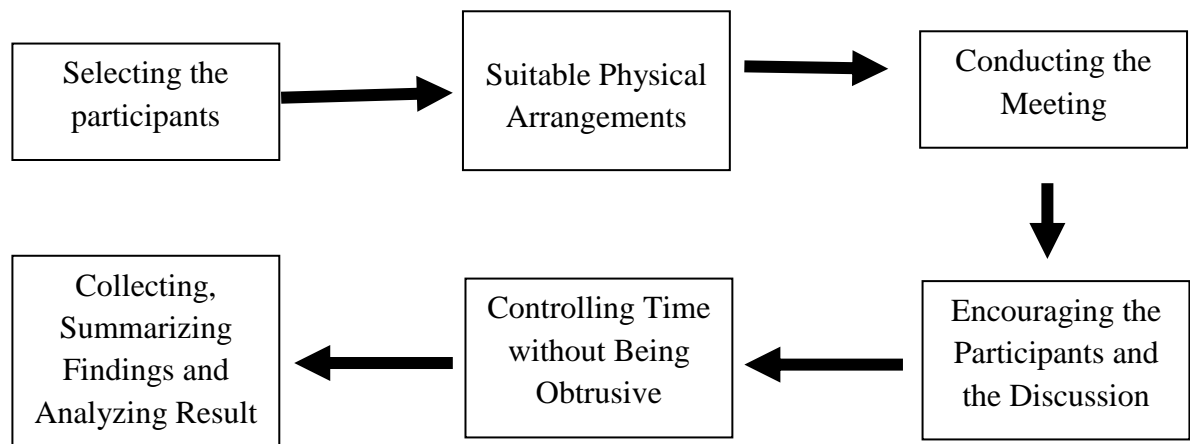 Selecting the
participants
Suitable Physical
Arrangements
Conducting the
Meeting
Encouraging the
Participants and
the Discussion
Controlling Time
without Being
Obtrusive
Collecting,
Summarizing
Findings and
Analyzing Result